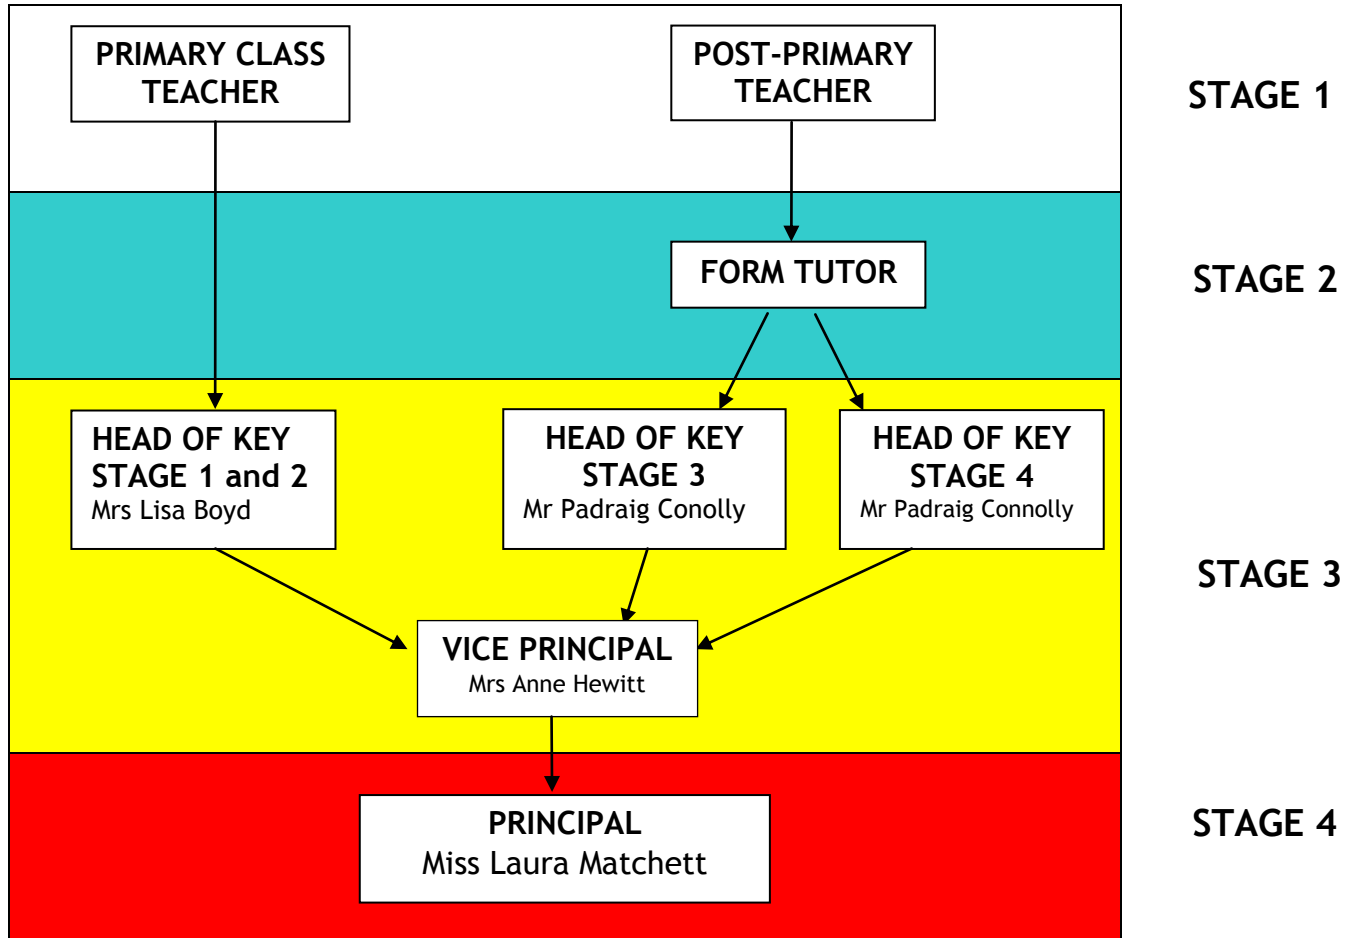 PRIMARY CLASS
TEACHER
POST-PRIMARY
TEACHER
STAGE 1
FORM TUTOR
STAGE 2
HEAD OF KEY
STAGE 1 and 2
Mrs Lisa Boyd
HEAD OF KEY
STAGE 3
Mr Padraig Conolly
HEAD OF KEY
STAGE 4
Mr Padraig Connolly
STAGE 3
VICE PRINCIPAL
Mrs Anne Hewitt
PRINCIPAL
Miss Laura Matchett
STAGE 4